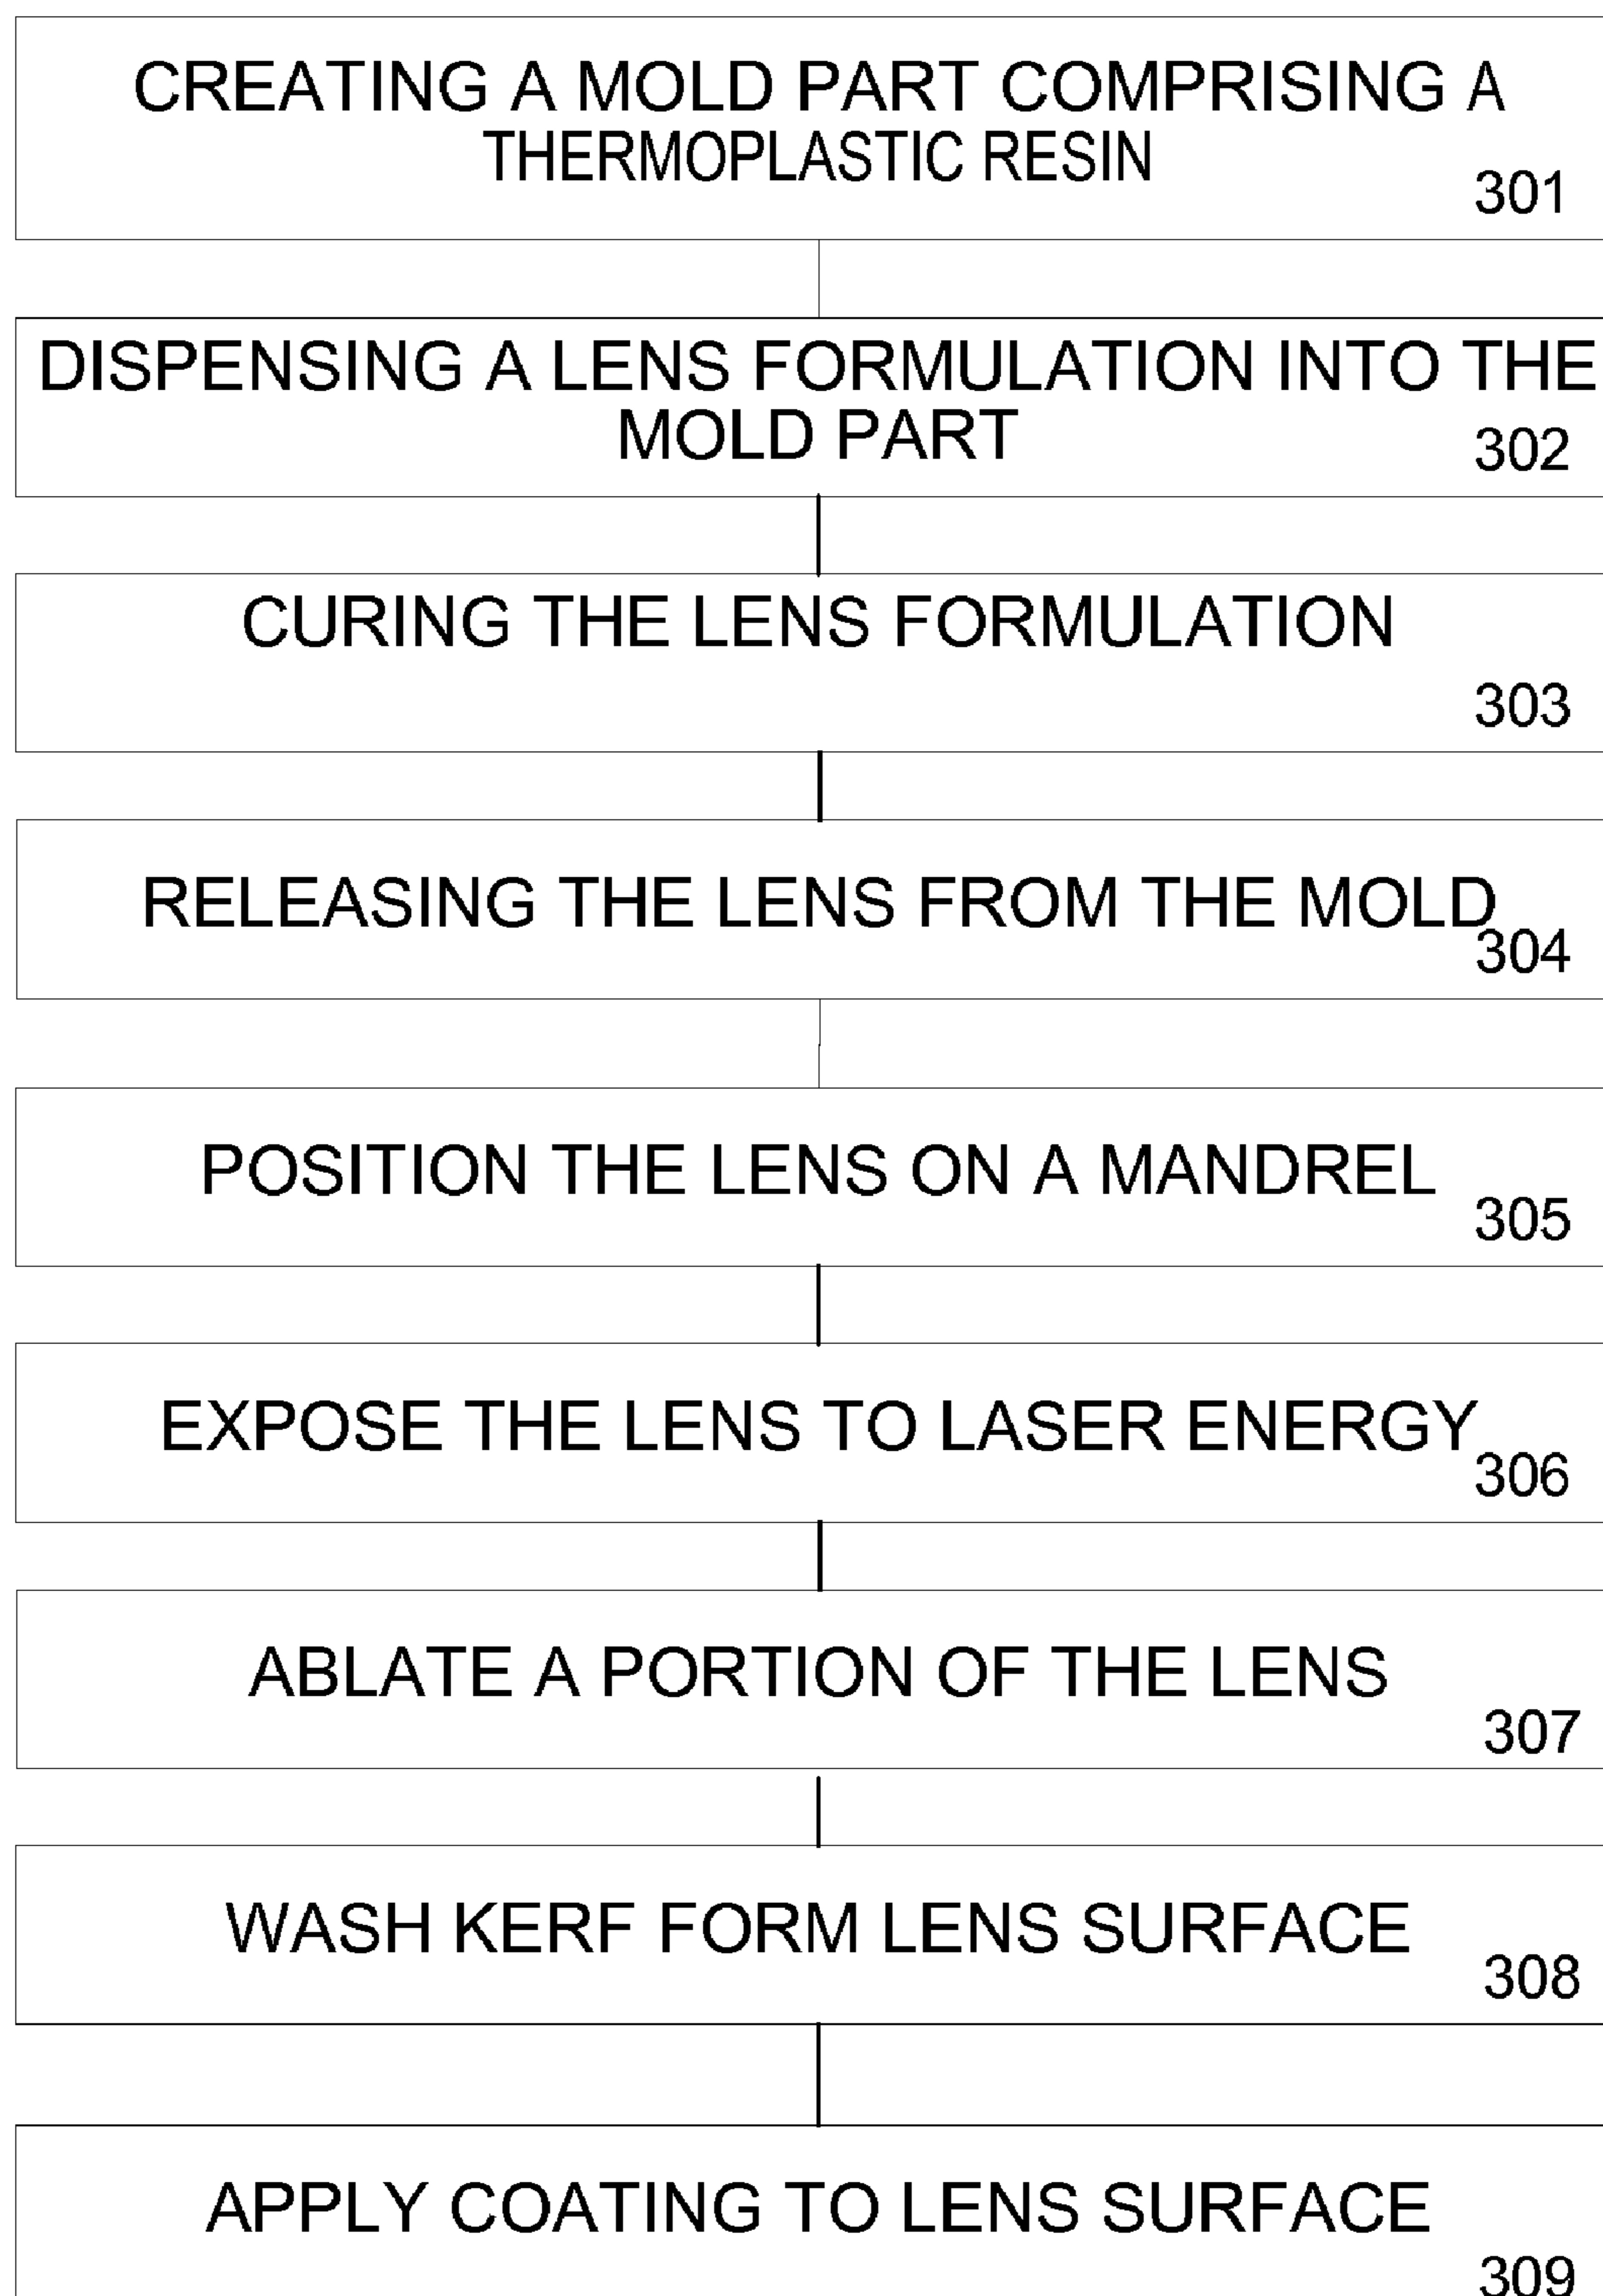 CREATING A MOLD PART COMPRISING A
THERMOPLASTIC RESIN
301
DISPENSING A LENS FORMULATION INTO THE
MOLD PART
302
CURING THE LENS FORMULATION
303
RELEASING THE LENS FROM THE MOLD
304
POSITION THE LENS ON A MANDREL
305
EXPOSE THE LENS TO LASER ENERGY
306
ABLATE A PORTION OF THE LENS
307
WASH KERF FORM LENS SURFACE
308
APPLY COATING TO LENS SURFACE
309